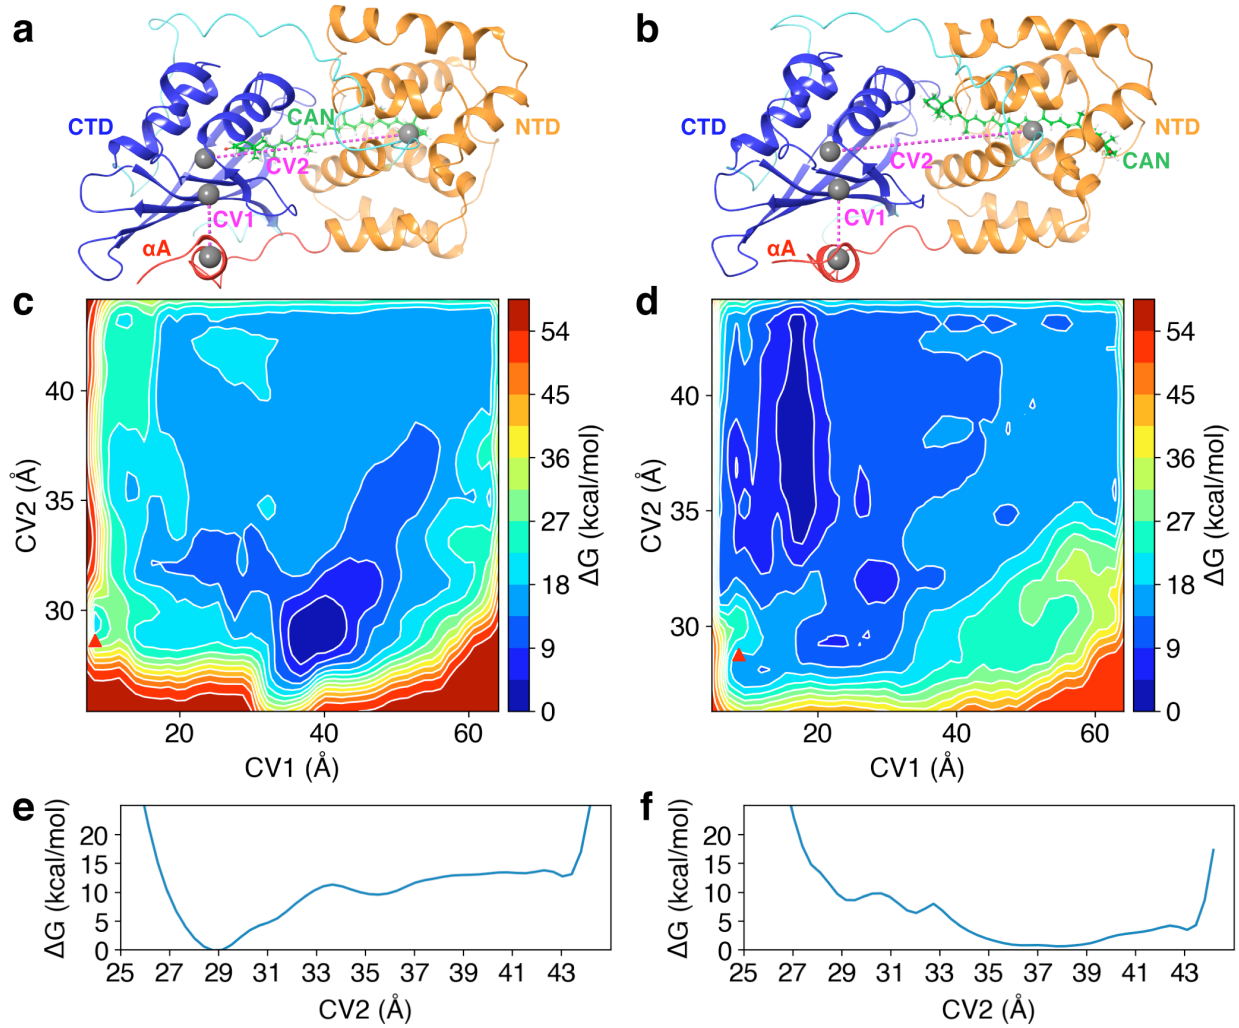 a
CTD
CAN
CV2
NTD
CV1
αA
b
CTD
CV2
NTD
CAN
CV1
αA
c
CV2 (Å)
40
35
30
20 40 60
CV1 (Å)
54
45
36
27
18
9
0
ΔG (kcal/mol)
d
CV2 (Å)
40
35
30
20 40 60
CV1 (Å)
54
45
36
27
18
9
0
ΔG (kcal/mol)
e
ΔG (kcal/mol)
20
15
10
5
0
25 27 29 31 33 35 37 39 41 43
CV2 (Å)
f
ΔG (kcal/mol)
20
15
10
5
0
25 27 29 31 33 35 37 39 41 43
CV2 (Å)